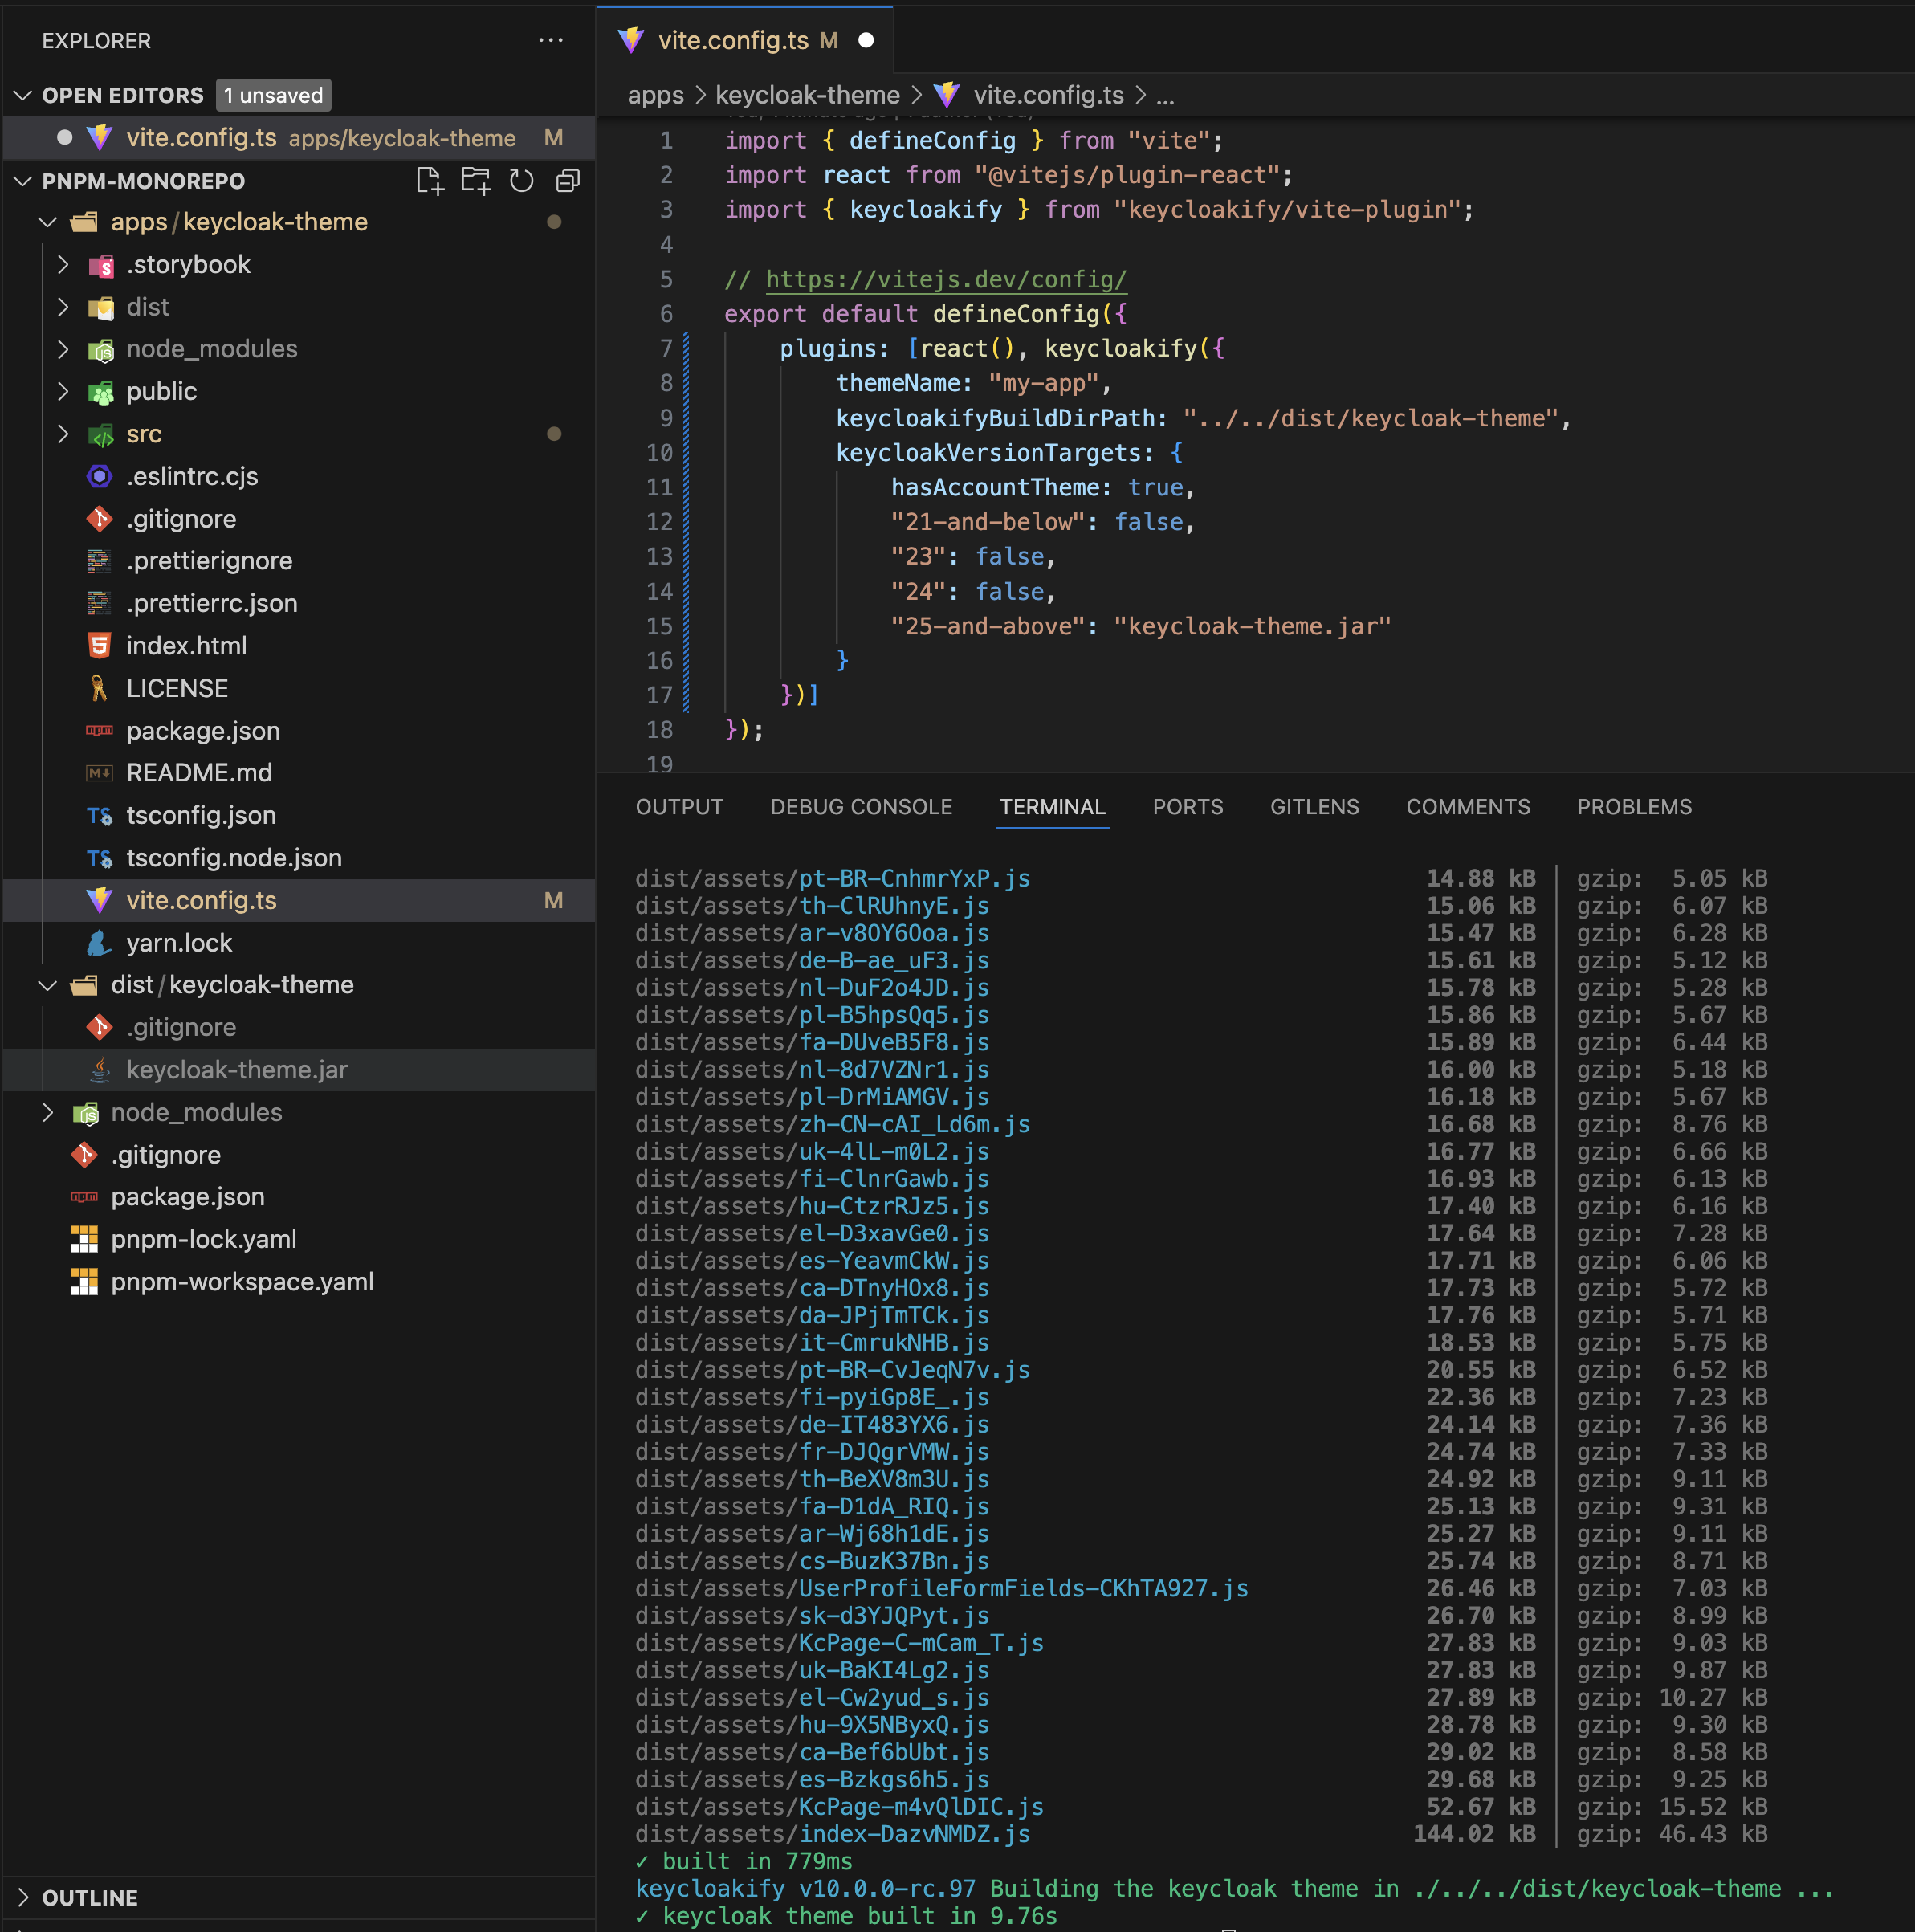 EXPLORER
OPEN EDITORS 1 unsaved
vite.config.ts apps/keycloak-theme M
PNPM-MONOREPO
apps/keycloak-theme
.storybook
dist
node_modules
public
src
.eslintrc.cjs
.gitignore
.prettierignore
.prettierrc.json
index.html
LICENSE
package.json
README.md
tsconfig.json
tsconfig.node.json
vite.config.ts M
yarn.lock
dist/keycloak-theme
.gitignore
keycloak-theme.jar
node_modules
.gitignore
package.json
pnpm-lock.yaml
pnpm-workspace.yaml
OUTLINE
vite.config.ts M
apps > keycloak-theme > vite.config.ts > ...
1 import { defineConfig } from "vite";
2 import react from "@vitejs/plugin-react";
3 import { keycloakify } from "keycloakify/vite-plugin";
4
5 // https://vitejs.dev/config/
6 export default defineConfig({
7 plugins: [react(), keycloakify({
8 themeName: "my-app",
9 keycloakifyBuildDirPath: "../../dist/keycloak-theme",
10 keycloakVersionTargets: {
11 hasAccountTheme: true,
12 "21-and-below": false,
13 "23": false,
14 "24": false,
15 "25-and-above": "keycloak-theme.jar"
16 }
17 })]
18 });
19
OUTPUT DEBUG CONSOLE TERMINAL PORTS GITLENS COMMENTS PROBLEMS
dist/assets/pt-BR-CnhmrYxP.js 14.88 kB │ gzip: 5.05 kB
dist/assets/th-ClRUhnyE.js 15.06 kB │ gzip: 6.07 kB
dist/assets/ar-v8OY6Ooa.js 15.47 kB │ gzip: 6.28 kB
dist/assets/de-B-ae_uF3.js 15.61 kB │ gzip: 5.12 kB
dist/assets/nl-DuF2o4JD.js 15.78 kB │ gzip: 5.28 kB
dist/assets/pl-B5hpsQq5.js 15.86 kB │ gzip: 5.67 kB
dist/assets/fa-DUveB5F8.js 15.89 kB │ gzip: 6.44 kB
dist/assets/nl-8d7VZNr1.js 16.00 kB │ gzip: 5.18 kB
dist/assets/pl-DrMiAMGV.js 16.18 kB │ gzip: 5.67 kB
dist/assets/zh-CN-cAI_Ld6m.js 16.68 kB │ gzip: 8.76 kB
dist/assets/uk-4lL-m0L2.js 16.77 kB │ gzip: 6.66 kB
dist/assets/fi-ClnrGawb.js 16.93 kB │ gzip: 6.13 kB
dist/assets/hu-CtzrRJz5.js 17.40 kB │ gzip: 6.16 kB
dist/assets/el-D3xavGe0.js 17.64 kB │ gzip: 7.28 kB
dist/assets/es-YeavmCkW.js 17.71 kB │ gzip: 6.06 kB
dist/assets/ca-DTnyHOx8.js 17.73 kB │ gzip: 5.72 kB
dist/assets/da-JPjTmTCk.js 17.76 kB │ gzip: 5.71 kB
dist/assets/it-CmrukNHB.js 18.53 kB │ gzip: 5.75 kB
dist/assets/pt-BR-CvJeqN7v.js 20.55 kB │ gzip: 6.52 kB
dist/assets/fi-pyiGp8E_.js 22.36 kB │ gzip: 7.23 kB
dist/assets/de-IT483YX6.js 24.14 kB │ gzip: 7.36 kB
dist/assets/fr-DJQgrVMW.js 24.74 kB │ gzip: 7.33 kB
dist/assets/th-BeXV8m3U.js 24.92 kB │ gzip: 9.11 kB
dist/assets/fa-D1dA_RIQ.js 25.13 kB │ gzip: 9.31 kB
dist/assets/ar-Wj68h1dE.js 25.27 kB │ gzip: 9.11 kB
dist/assets/cs-BuzK37Bn.js 25.74 kB │ gzip: 8.71 kB
dist/assets/UserProfileFormFields-CKhTA927.js 26.46 kB │ gzip: 7.03 kB
dist/assets/sk-d3YJQPyt.js 26.70 kB │ gzip: 8.99 kB
dist/assets/KcPage-C-mCam_T.js 27.83 kB │ gzip: 9.03 kB
dist/assets/uk-BaKI4Lg2.js 27.83 kB │ gzip: 9.87 kB
dist/assets/el-Cw2yud_s.js 27.89 kB │ gzip: 10.27 kB
dist/assets/hu-9X5NByxQ.js 28.78 kB │ gzip: 9.30 kB
dist/assets/ca-Bef6bUbt.js 29.02 kB │ gzip: 8.58 kB
dist/assets/es-Bzkgs6h5.js 29.68 kB │ gzip: 9.25 kB
dist/assets/KcPage-m4vQlDIC.js 52.67 kB │ gzip: 15.52 kB
dist/assets/index-DazvNMDZ.js 144.02 kB │ gzip: 46.43 kB
✓ built in 779ms
keycloakify v10.0.0-rc.97 Building the keycloak theme in ./../../dist/keycloak-theme ...
✓ keycloak theme built in 9.76s